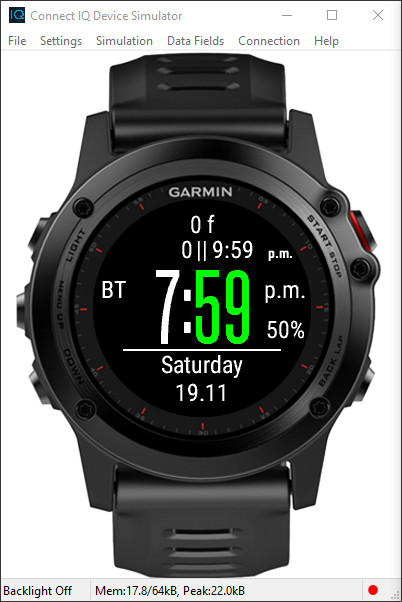 Connect IQ Device Simulator
File Settings Simulation Data Fields Connection Help
GARMIN
LIGHT
START STOP
0 f
0 || 9:59 p.m.
BT 7:59 p.m.
MENU UP
50%
DOWN
BACK LAP
Saturday
19.11
30
Backlight Off Mem:17.8/64kB, Peak:22.0kB